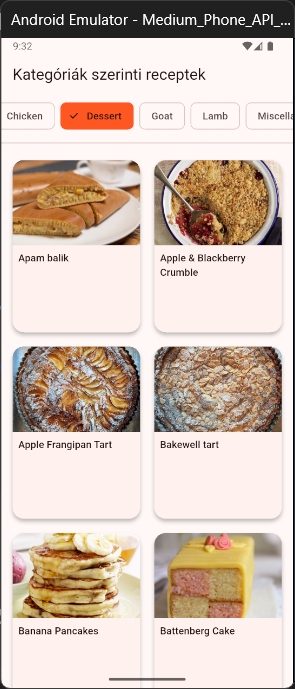 Android Emulator - Medium_Phone_API_...
9:32
Kategóriák szerinti receptek
Chicken
Dessert
Goat
Lamb
Miscella
Apam balik
Apple & Blackberry
Crumble
Apple Frangipan Tart
Bakewell tart
Banana Pancakes
Battenberg Cake